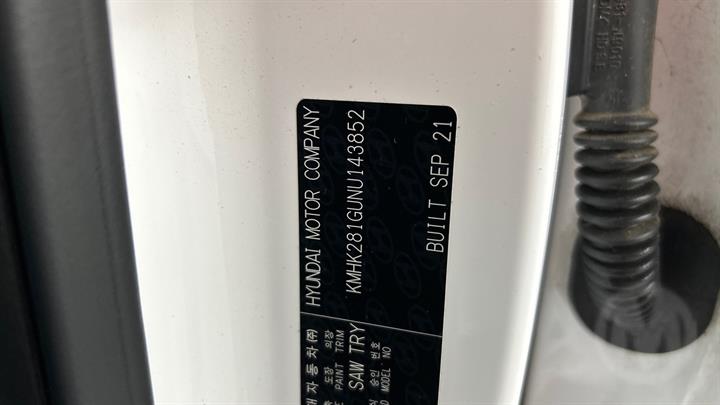 HYUNDAI MOTOR COMPANY
KMHK281GUNU143852
BUILT SEP 21
자동차(주)
도장 의장
PAINT TRIM
SAW TRY
승인 번호
MODEL NO